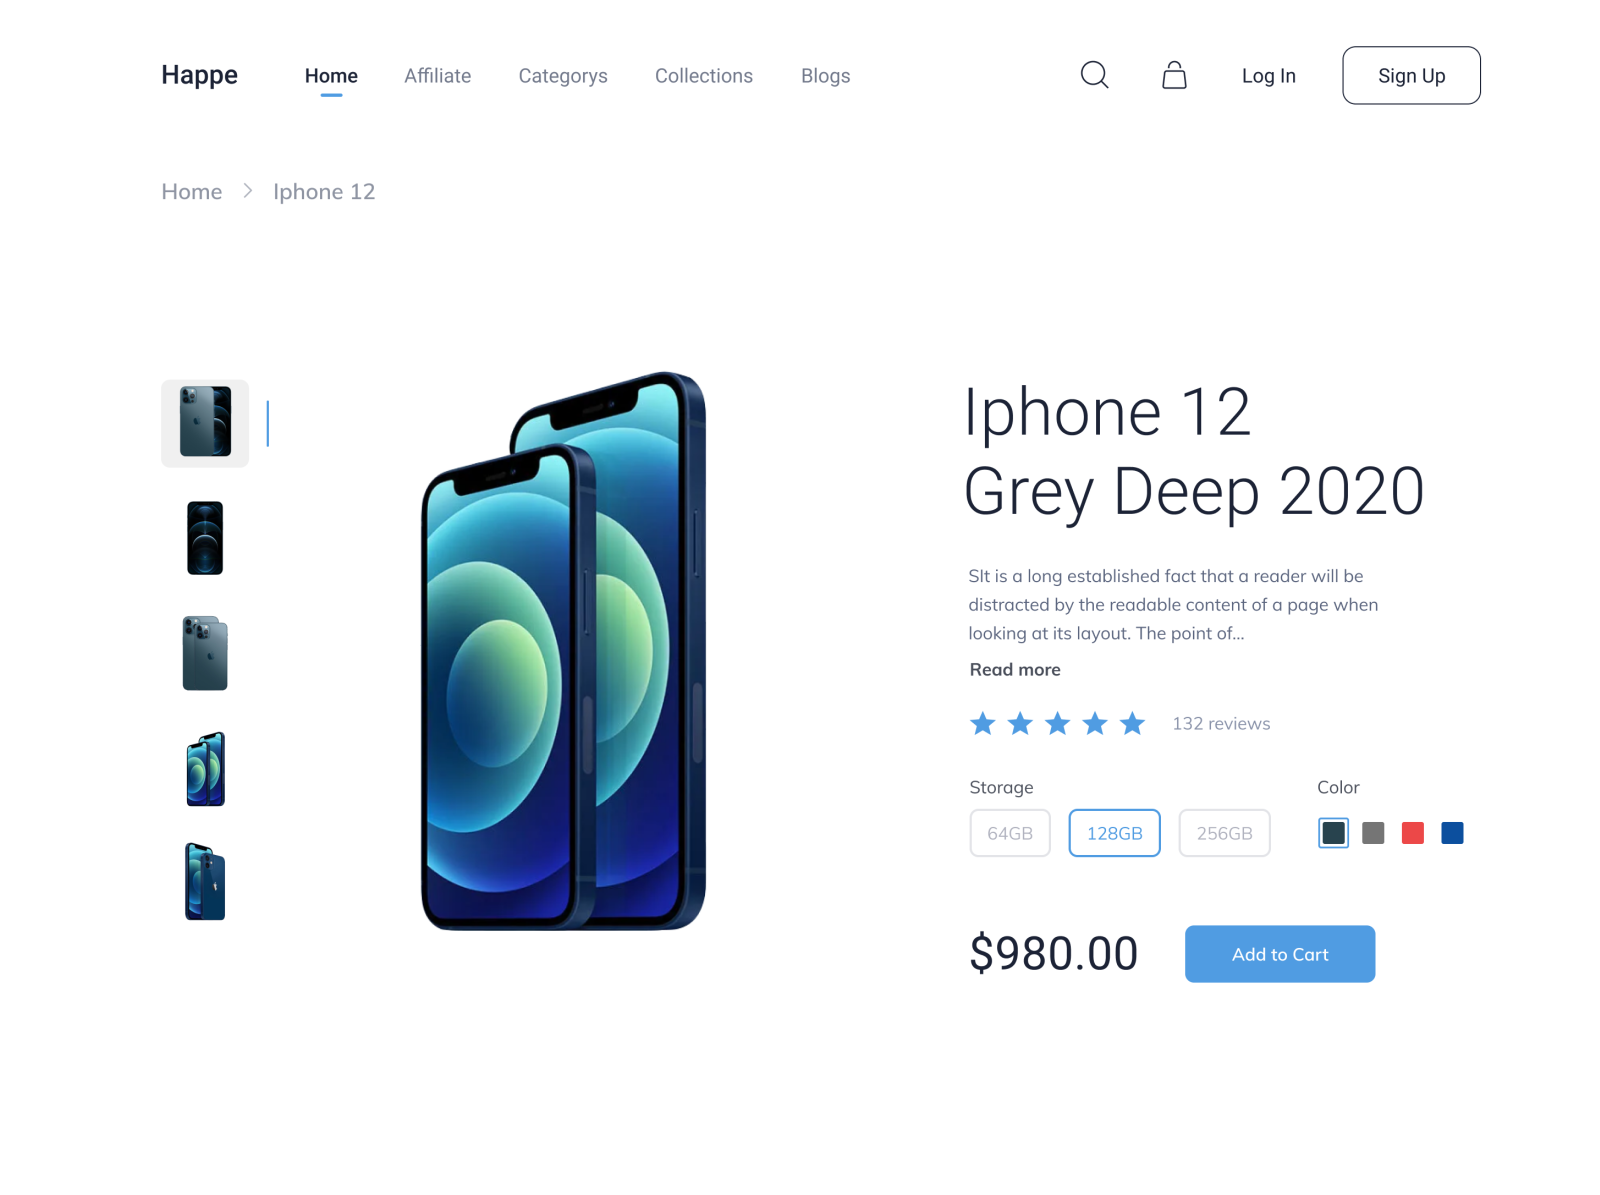 Happe
Home
Affiliate
Categorys
Collections
Blogs
Log In
Sign Up
Home
Iphone 12
Iphone 12
Grey Deep 2020
SIt is a long established fact that a reader will be
distracted by the readable content of a page when
looking at its layout. The point of...
Read more
132 reviews
Storage
Color
64GB
128GB
256GB
$980.00
Add to Cart